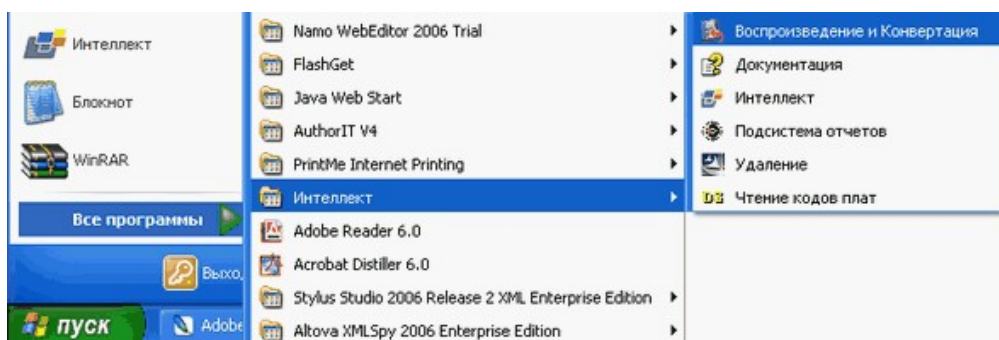 Интеллект
Блокнот
WinRAR
Все программы
Выхо
пуск
Adobe
Namo WebEditor 2006 Trial
FlashGet
Java Web Start
AuthorIT V4
PrintMe Internet Printing
Интеллект
Adobe Reader 6.0
Acrobat Distiller 6.0
Stylus Studio 2006 Release 2 XML Enterprise Edition
Altova XMLSpy 2006 Enterprise Edition
Воспроизведение и Конвертация
Документация
Интеллект
Подсистема отчетов
Удаление
Чтение кодов плат